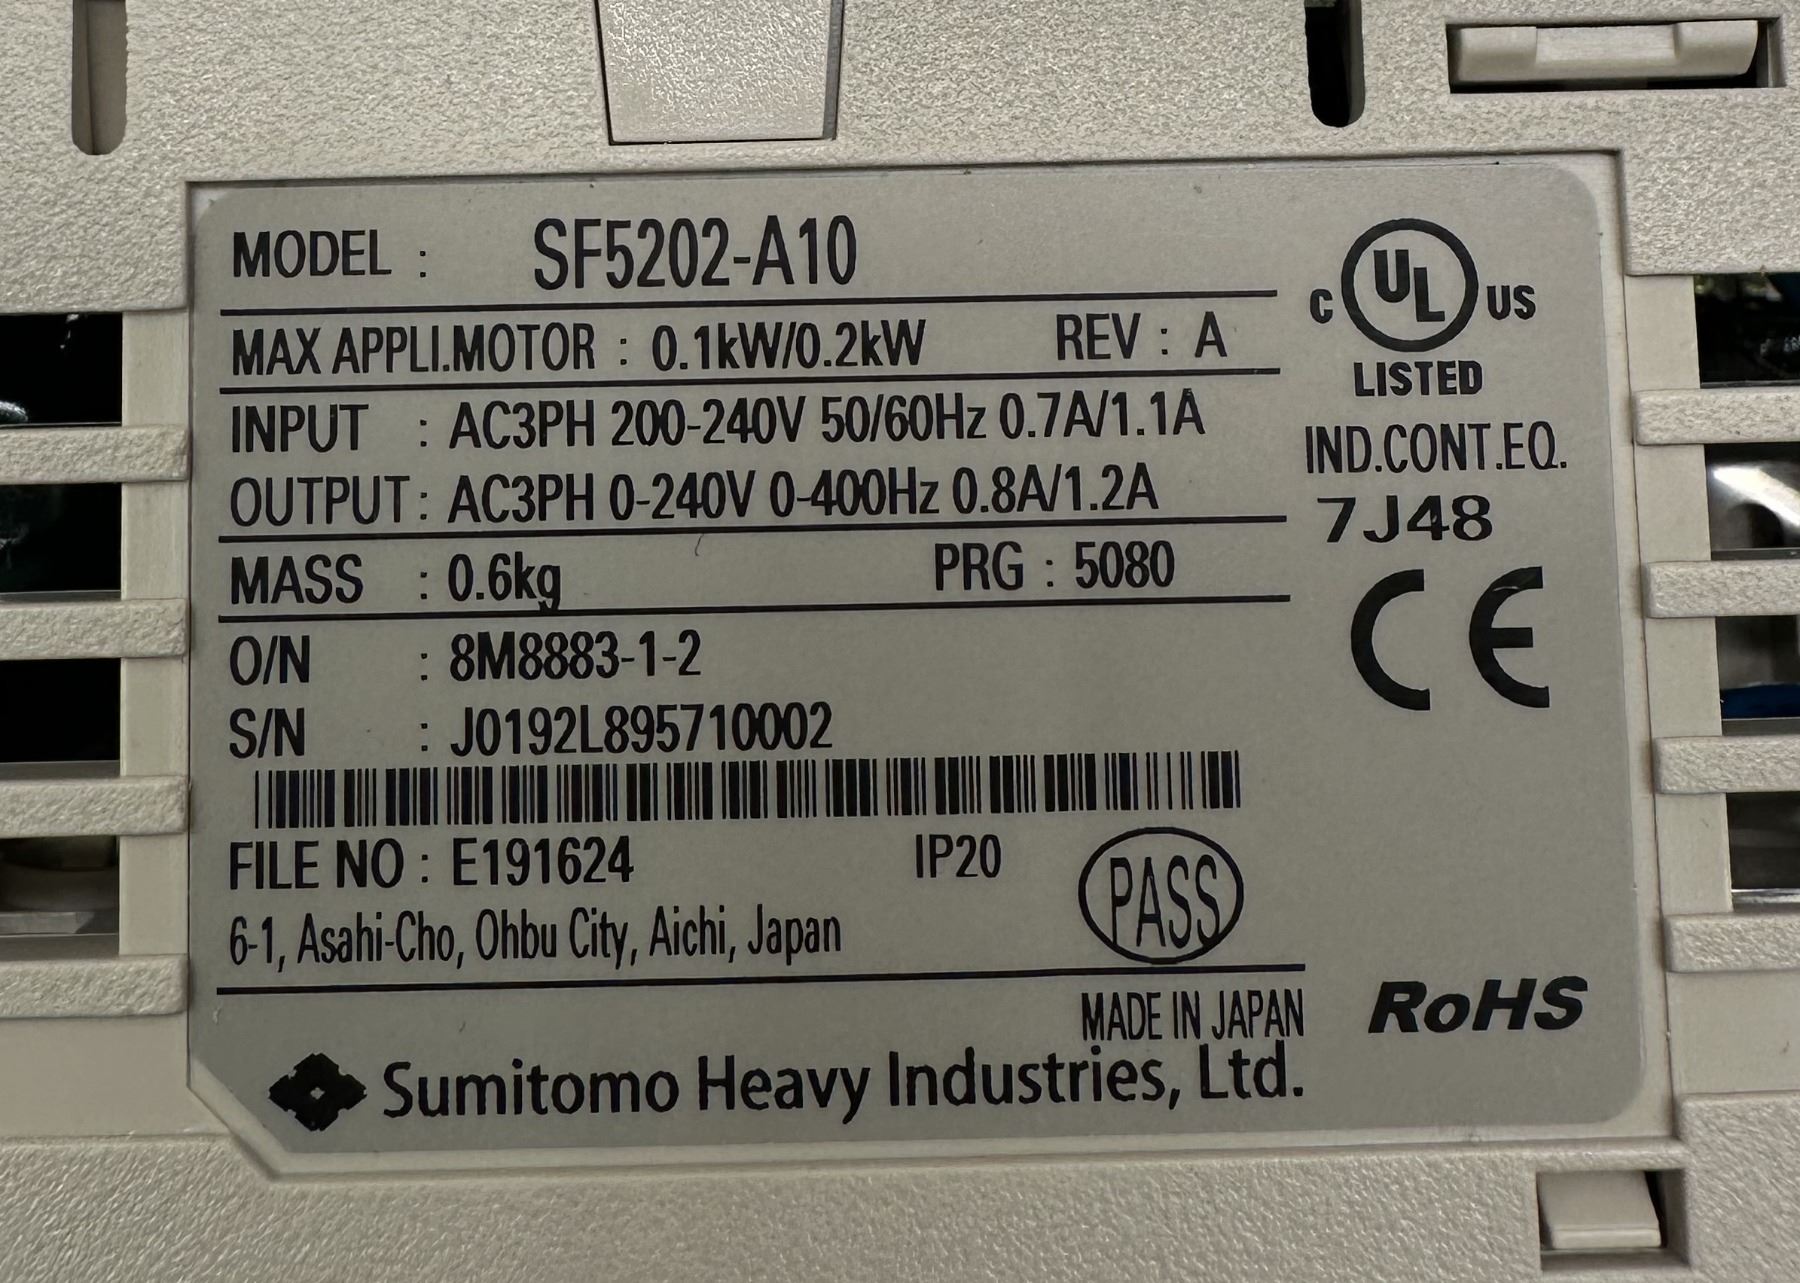 MODEL : SF5202-A10
MAX APPLI.MOTOR : 0.1kW/0.2kW REV : A
INPUT : AC3PH 200-240V 50/60Hz 0.7A/1.1A
OUTPUT : AC3PH 0-240V 0-400Hz 0.8A/1.2A
MASS : 0.6kg PRG : 5080
O/N : 8M8883-1-2
S/N : J0192L895710002
FILE NO : E191624 IP20 PASS
6-1, Asahi-Cho, Ohbu City, Aichi, Japan
MADE IN JAPAN
Sumitomo Heavy Industries, Ltd.
C UL US
LISTED
IND.CONT.EQ.
7J48
CE
RoHS